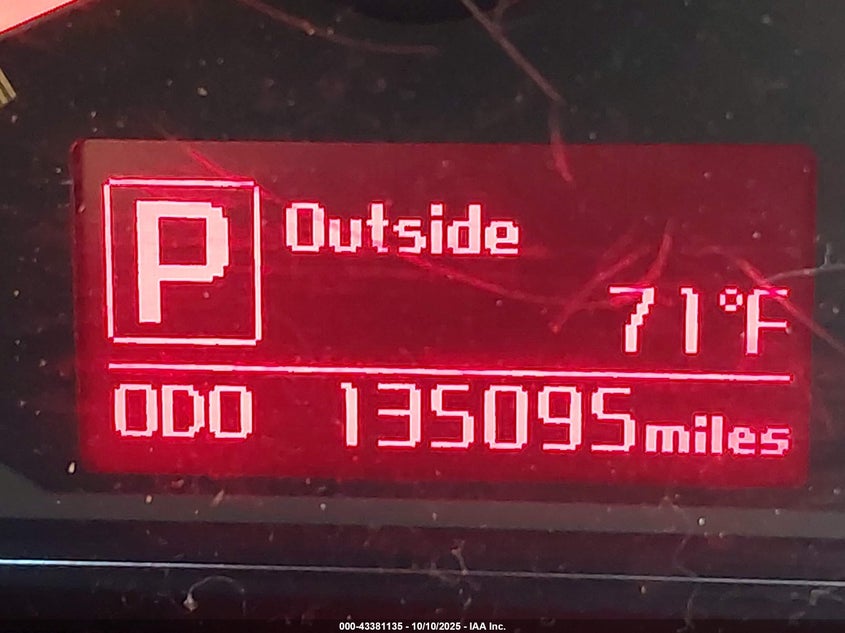 P
Outside
71°F
ODO 135095miles
000-43381135 - 10/10/2025 - IAA Inc.